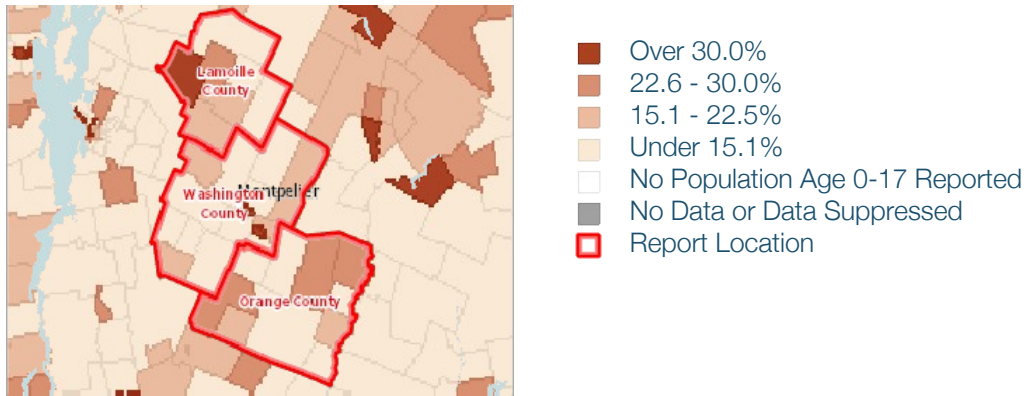 Lamoille
County
Montpelier
Washington
County
Orange County
Over 30.0%
22.6 - 30.0%
15.1 - 22.5%
Under 15.1%
No Population Age 0-17 Reported
No Data or Data Suppressed
Report Location